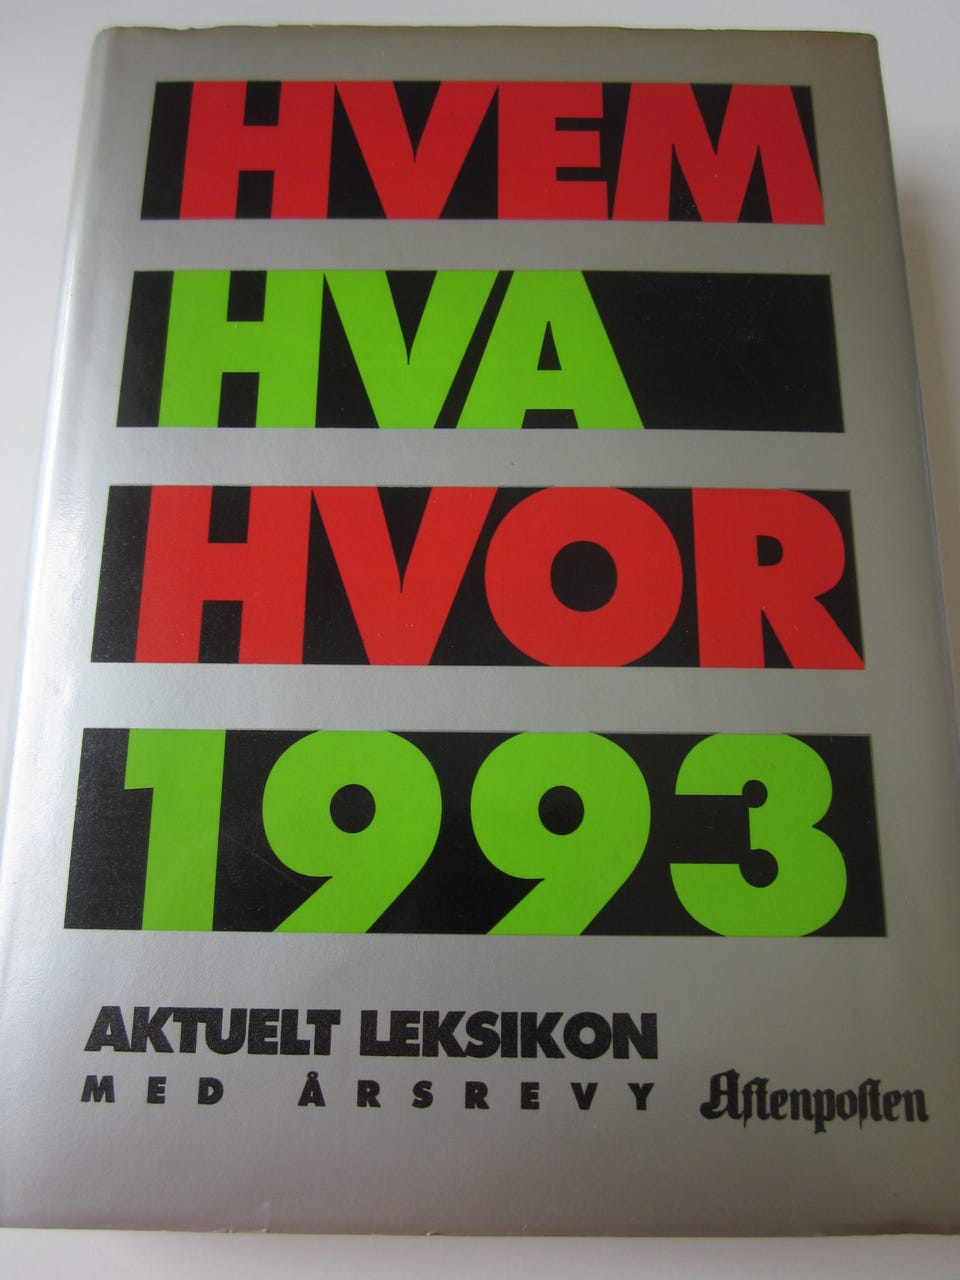 HVEM
HVA
HVOR
1993
AKTUELT LEKSIKON
MED ÅRSREVY
Aftenposten